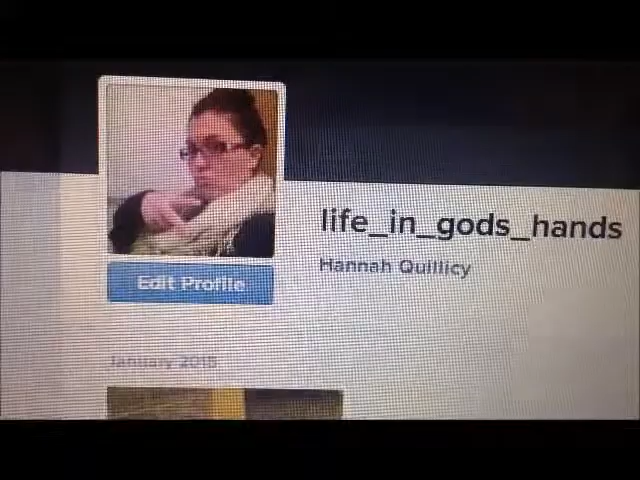 life_in_gods_hands
Hannah Quillicy
Edit Profile
January 2015